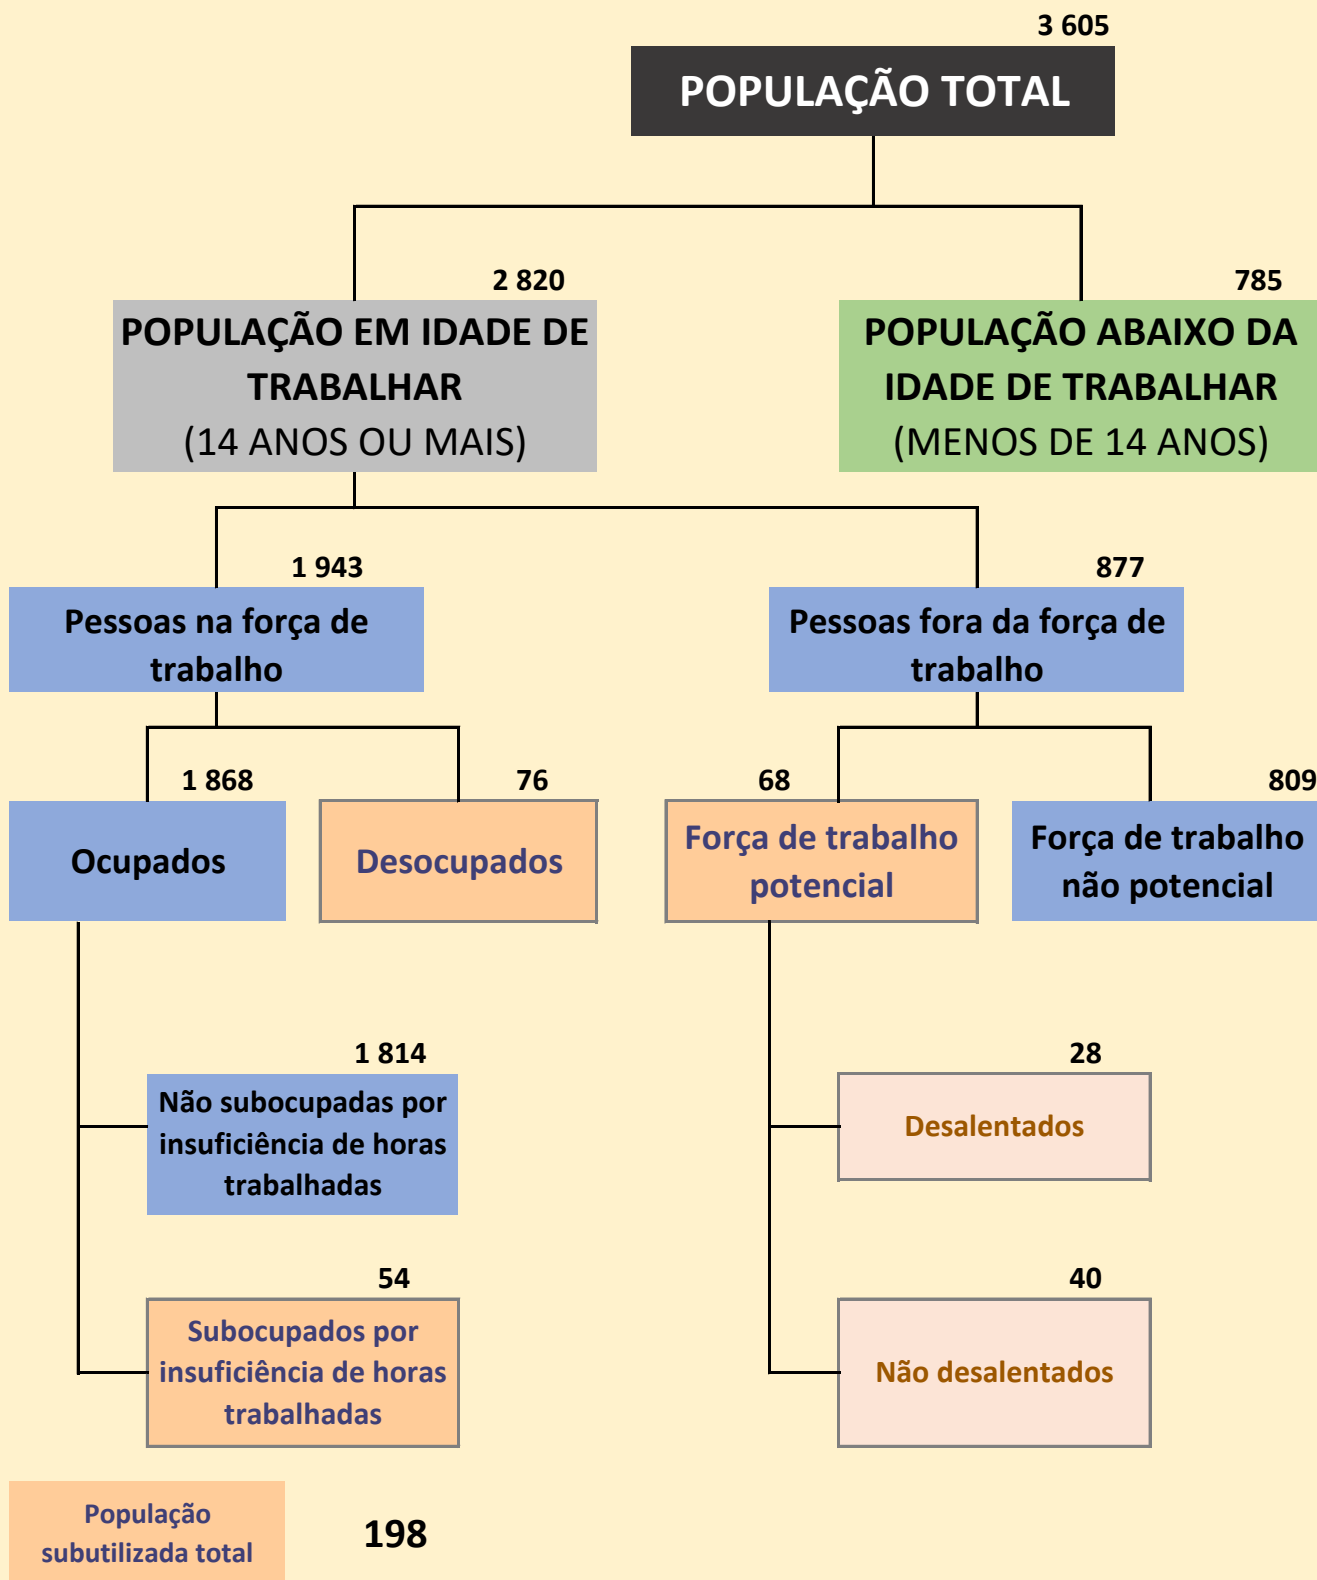 3 605
POPULAÇÃO TOTAL
2 820
POPULAÇÃO EM IDADE DE
TRABALHAR
(14 ANOS OU MAIS)
785
POPULAÇÃO ABAIXO DA
IDADE DE TRABALHAR
(MENOS DE 14 ANOS)
1 943
Pessoas na força de
trabalho
877
Pessoas fora da força de
trabalho
1 868
Ocupados
76
Desocupados
68
Força de trabalho
potencial
809
Força de trabalho
não potencial
1 814
Não subocupadas por
insuficiência de horas
trabalhadas
28
Desalentados
54
Subocupados por
insuficiência de horas
trabalhadas
40
Não desalentados
População
subutilizada total
198